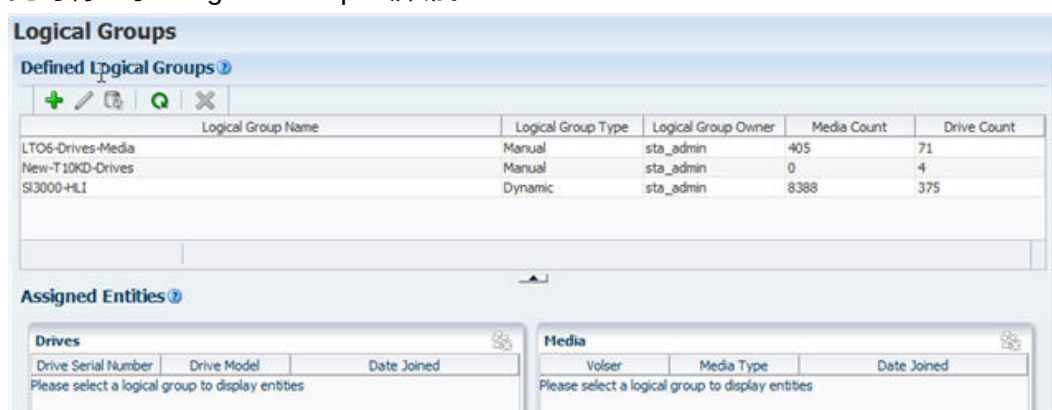 Logical Groups
Defined Logical Groups
Logical Group Name Logical Group Type Logical Group Owner Media Count Drive Count
LTO6-Drives-Media Manual sta_admin 405 71
New-T10KD-Drives Manual sta_admin 0 4
Sl3000-HLI Dynamic sta_admin 8388 375
Assigned Entities
Drives
Drive Serial Number Drive Model Date Joined
Please select a logical group to display entities
Media
Volser Media Type Date Joined
Please select a logical group to display entities